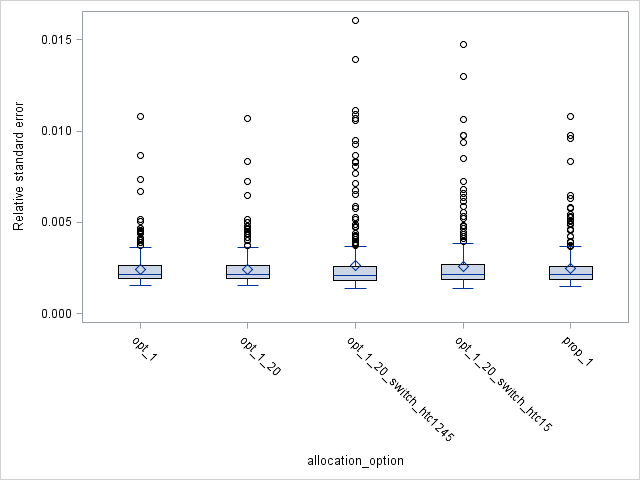 0.015
0.010
0.005
0.000
Relative standard error
opt_1
opt_1_20
opt_1_20_switch_htc1245
opt_1_20_switch_htc15
prop_1
allocation_option